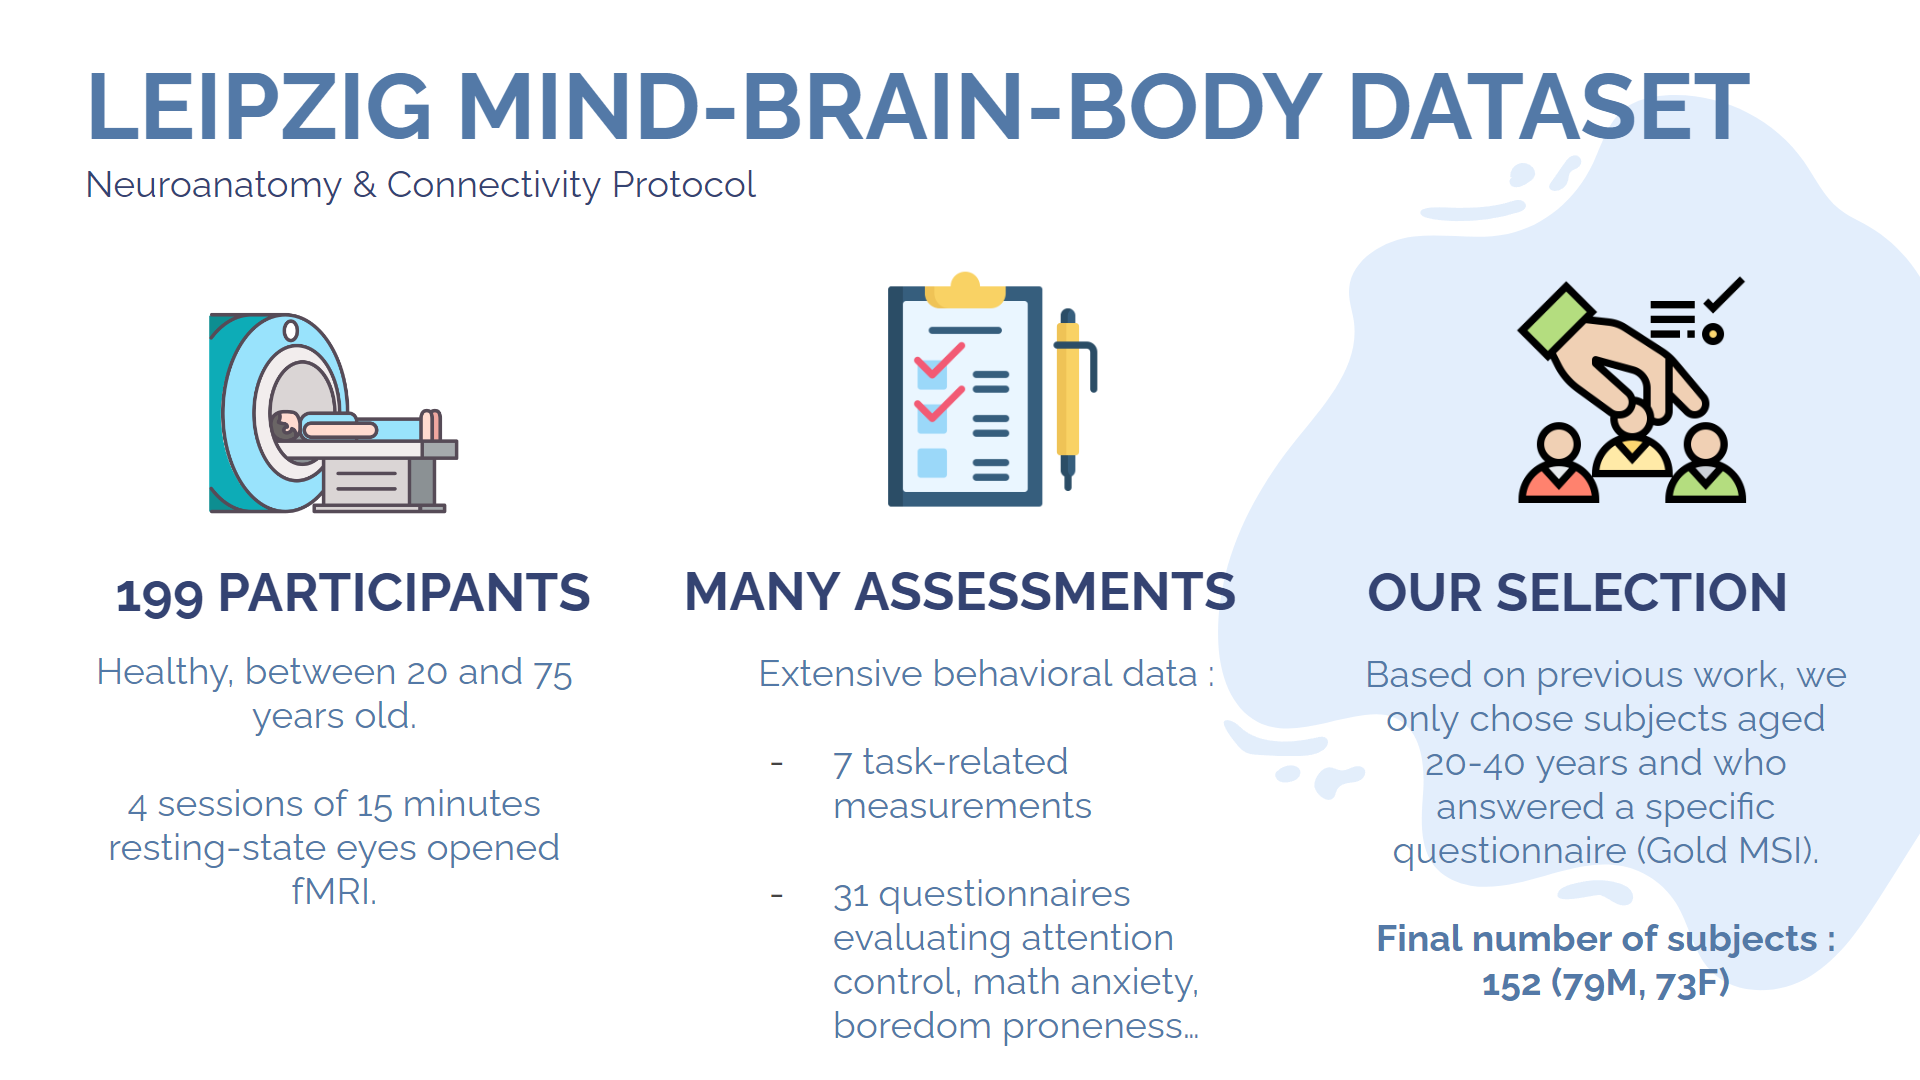 LEIPZIG MIND-BRAIN-BODY DATASET
Neuroanatomy & Connectivity Protocol
199 PARTICIPANTS
Healthy, between 20 and 75
years old.
4 sessions of 15 minutes
resting-state eyes opened
fMRI.
MANY ASSESSMENTS
Extensive behavioral data :
- 7 task-related
measurements
- 31 questionnaires
evaluating attention
control, math anxiety,
boredom proneness…
OUR SELECTION
Based on previous work, we
only chose subjects aged
20-40 years and who
answered a specific
questionnaire (Gold MSI).
Final number of subjects :
152 (79M, 73F)